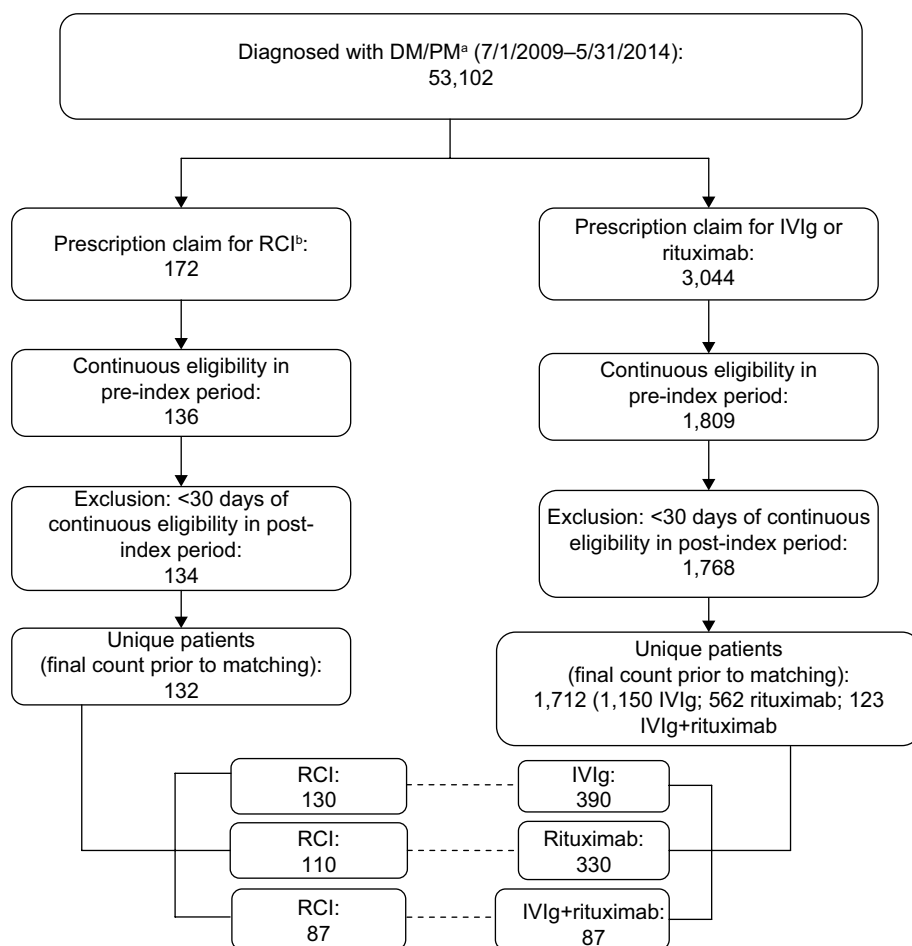 Diagnosed with DM/PMᵃ (7/1/2009–5/31/2014):
53,102
Prescription claim for RCIᵇ:
172
Prescription claim for IVIg or
rituximab:
3,044
Continuous eligibility in
pre-index period:
136
Continuous eligibility in
pre-index period:
1,809
Exclusion: <30 days of
continuous eligibility in post-
index period:
134
Exclusion: <30 days of continuous
eligibility in post-index period:
1,768
Unique patients
(final count prior to matching):
132
Unique patients
(final count prior to matching):
1,712 (1,150 IVIg; 562 rituximab; 123
IVIg+rituximab
RCI:
130
IVIg:
390
RCI:
110
Rituximab:
330
RCI:
87
IVIg+rituximab:
87